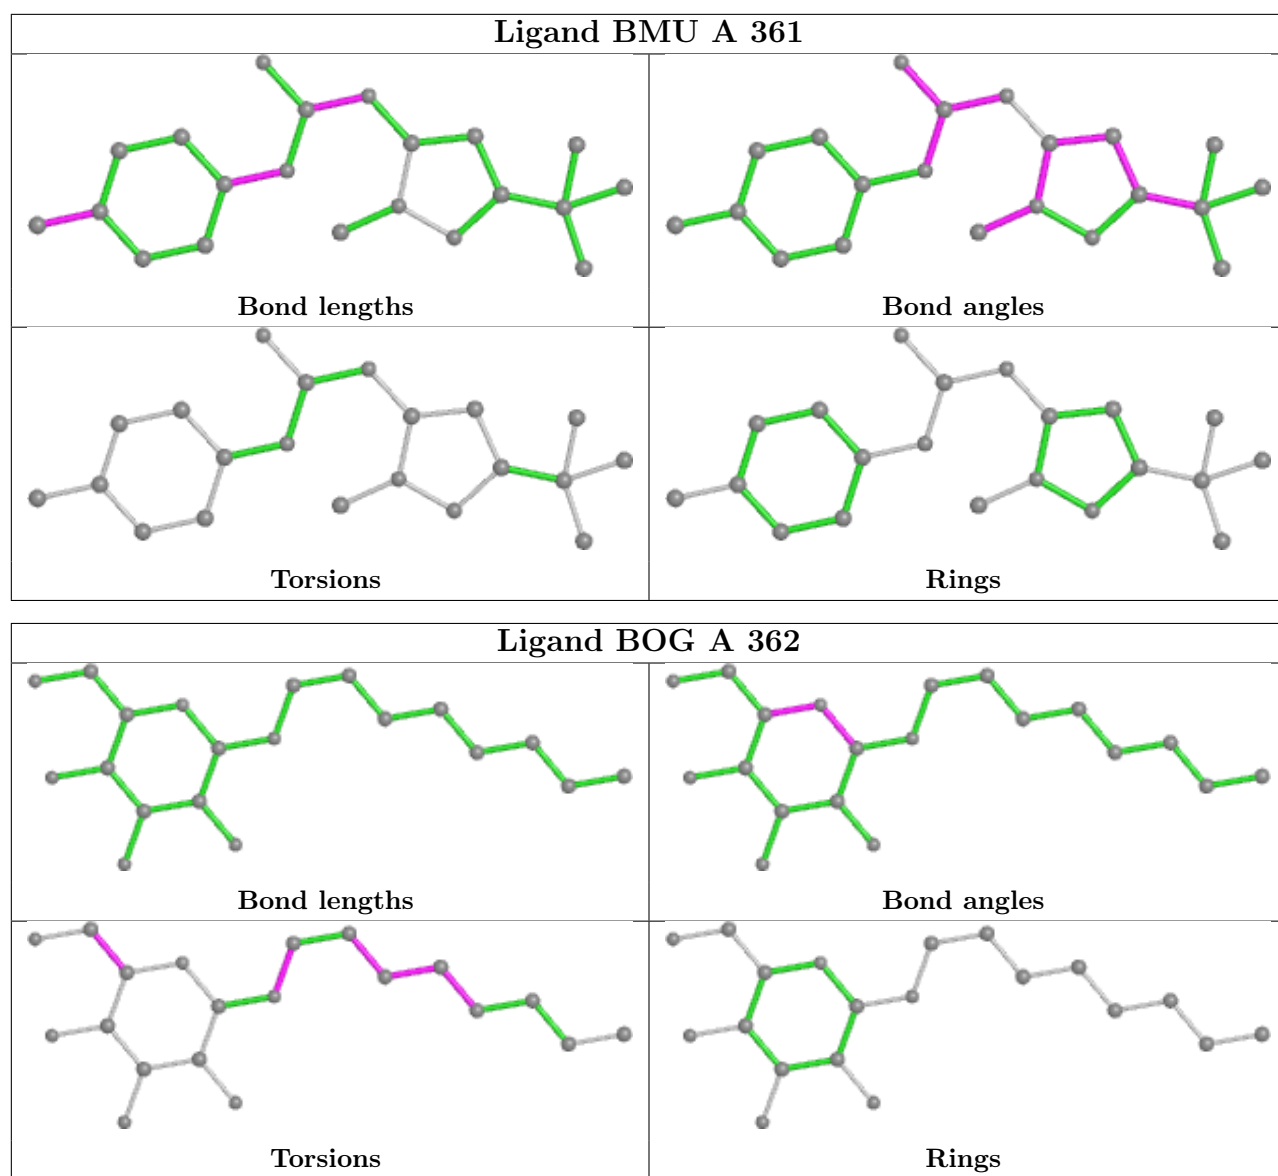 Ligand BMU A 361
Bond lengths
Bond angles
Torsions
Rings
Ligand BOG A 362
Bond lengths
Bond angles
Torsions
Rings